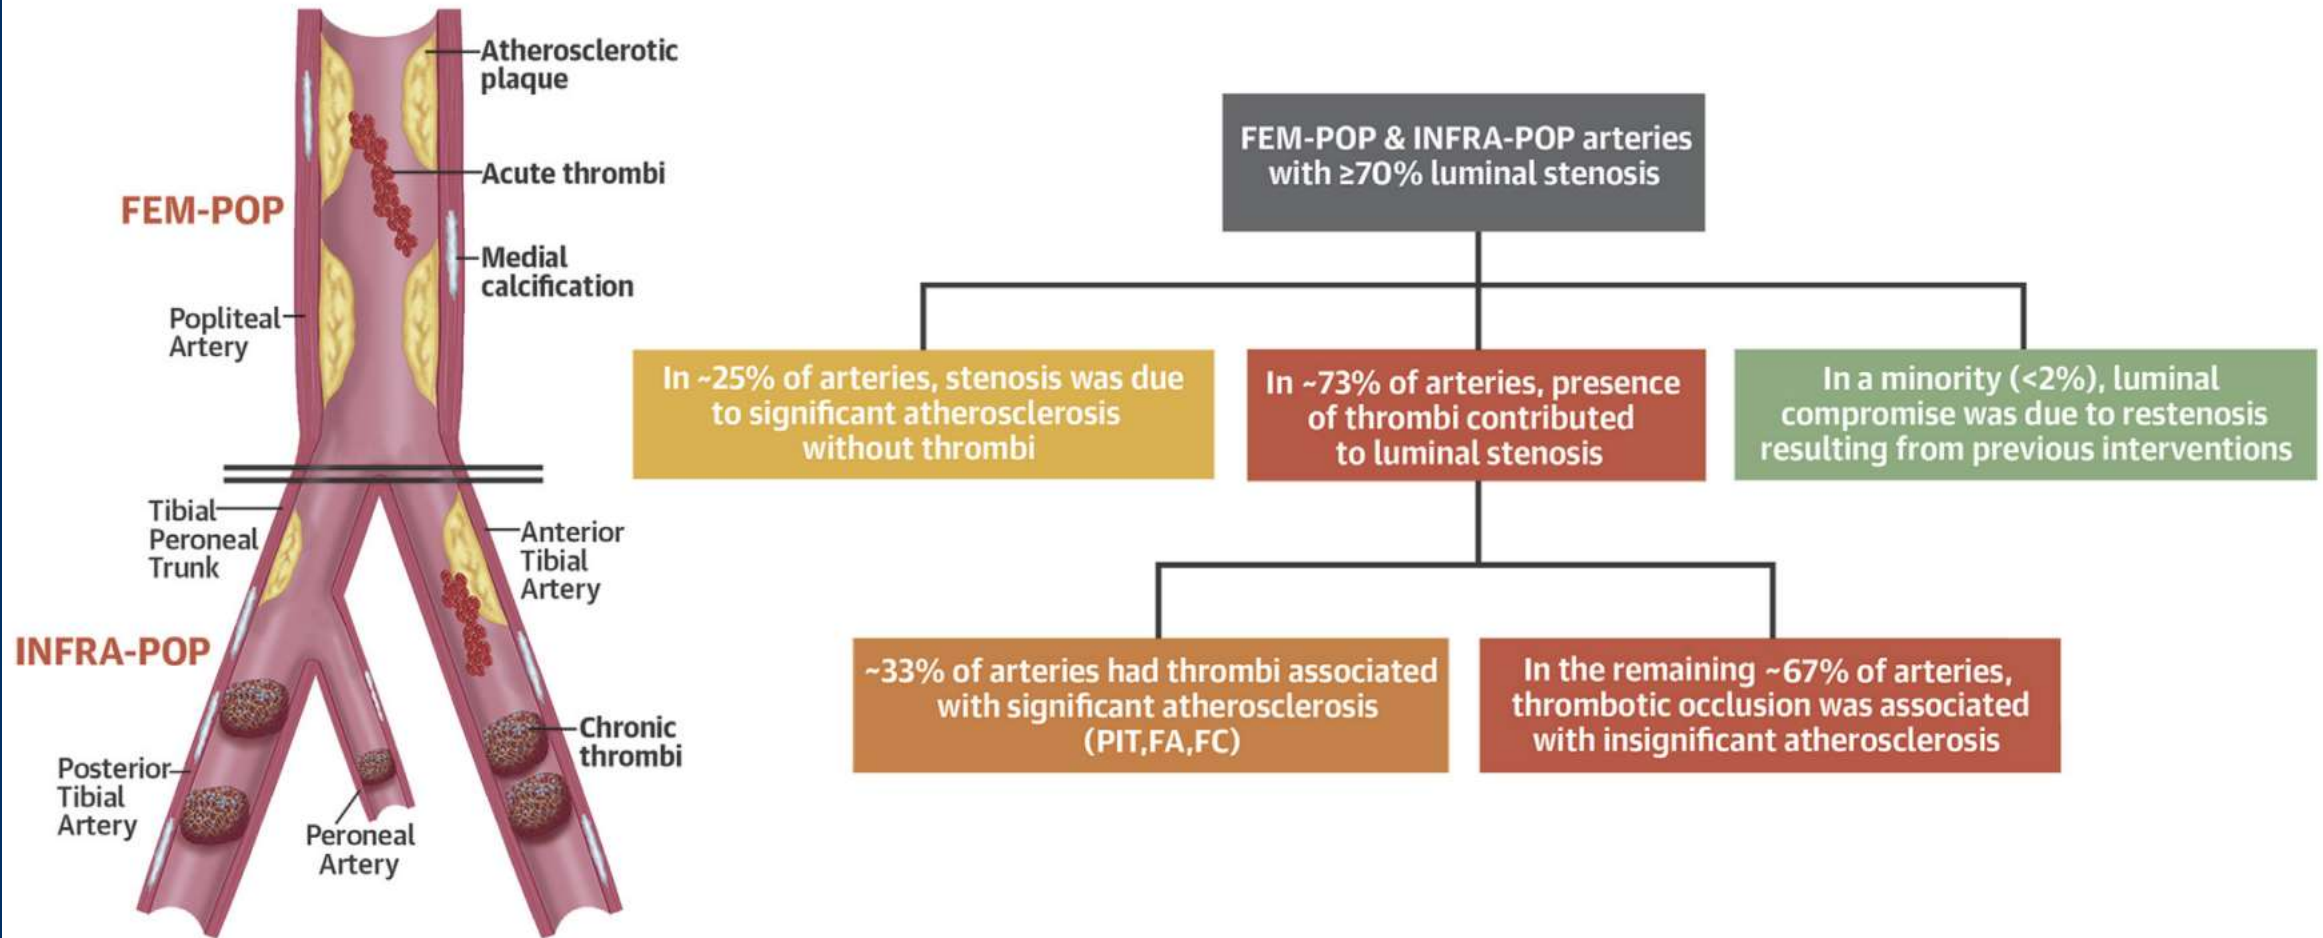 Atherosclerotic
plaque
Acute thrombi
FEM-POP
Medial
calcification
Popliteal
Artery
Tibial
Peroneal
Trunk
Anterior
Tibial
Artery
INFRA-POP
Chronic
thrombi
Posterior
Tibial
Artery
Peroneal
Artery
FEM-POP & INFRA-POP arteries
with ≥70% luminal stenosis
In ~25% of arteries, stenosis was due
to significant atherosclerosis
without thrombi
In ~73% of arteries, presence
of thrombi contributed
to luminal stenosis
In a minority (<2%), luminal
compromise was due to restenosis
resulting from previous interventions
~33% of arteries had thrombi associated
with significant atherosclerosis
(PIT,FA,FC)
In the remaining ~67% of arteries,
thrombotic occlusion was associated
with insignificant atherosclerosis